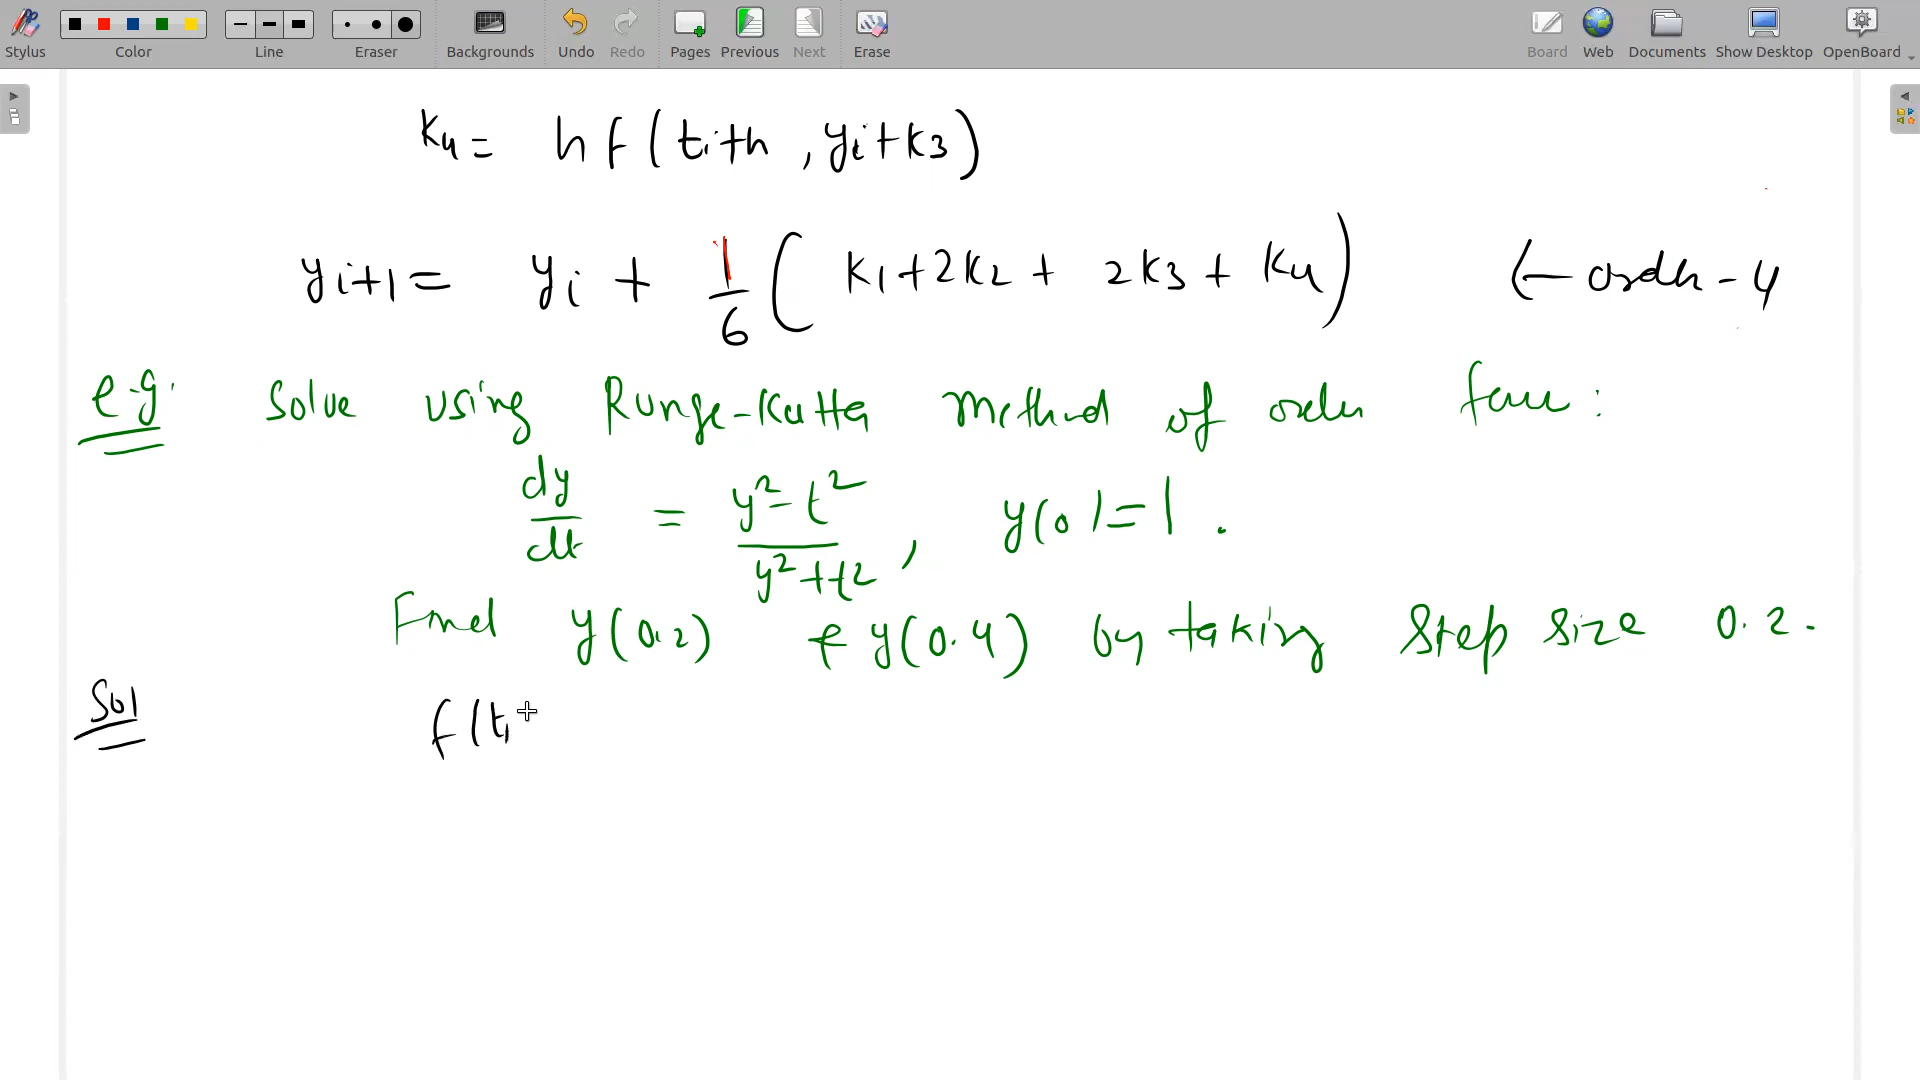 Stylus Color Line Eraser Backgrounds Undo Redo Pages Previous Next Erase Board Web Documents Show Desktop OpenBoard
K4 = h f(ti+h, yi+K3)
yi+1 = yi + 1/6 (K1+2K2+ 2K3+ K4) ← order-4
e.g. Solve using Runge-Kutta Method of order four:
dy/dt = y²-t²/y²+t², y(0)=1.
Find y(0.2) & y(0.4) by taking step size 0.2.
Sol f(t,